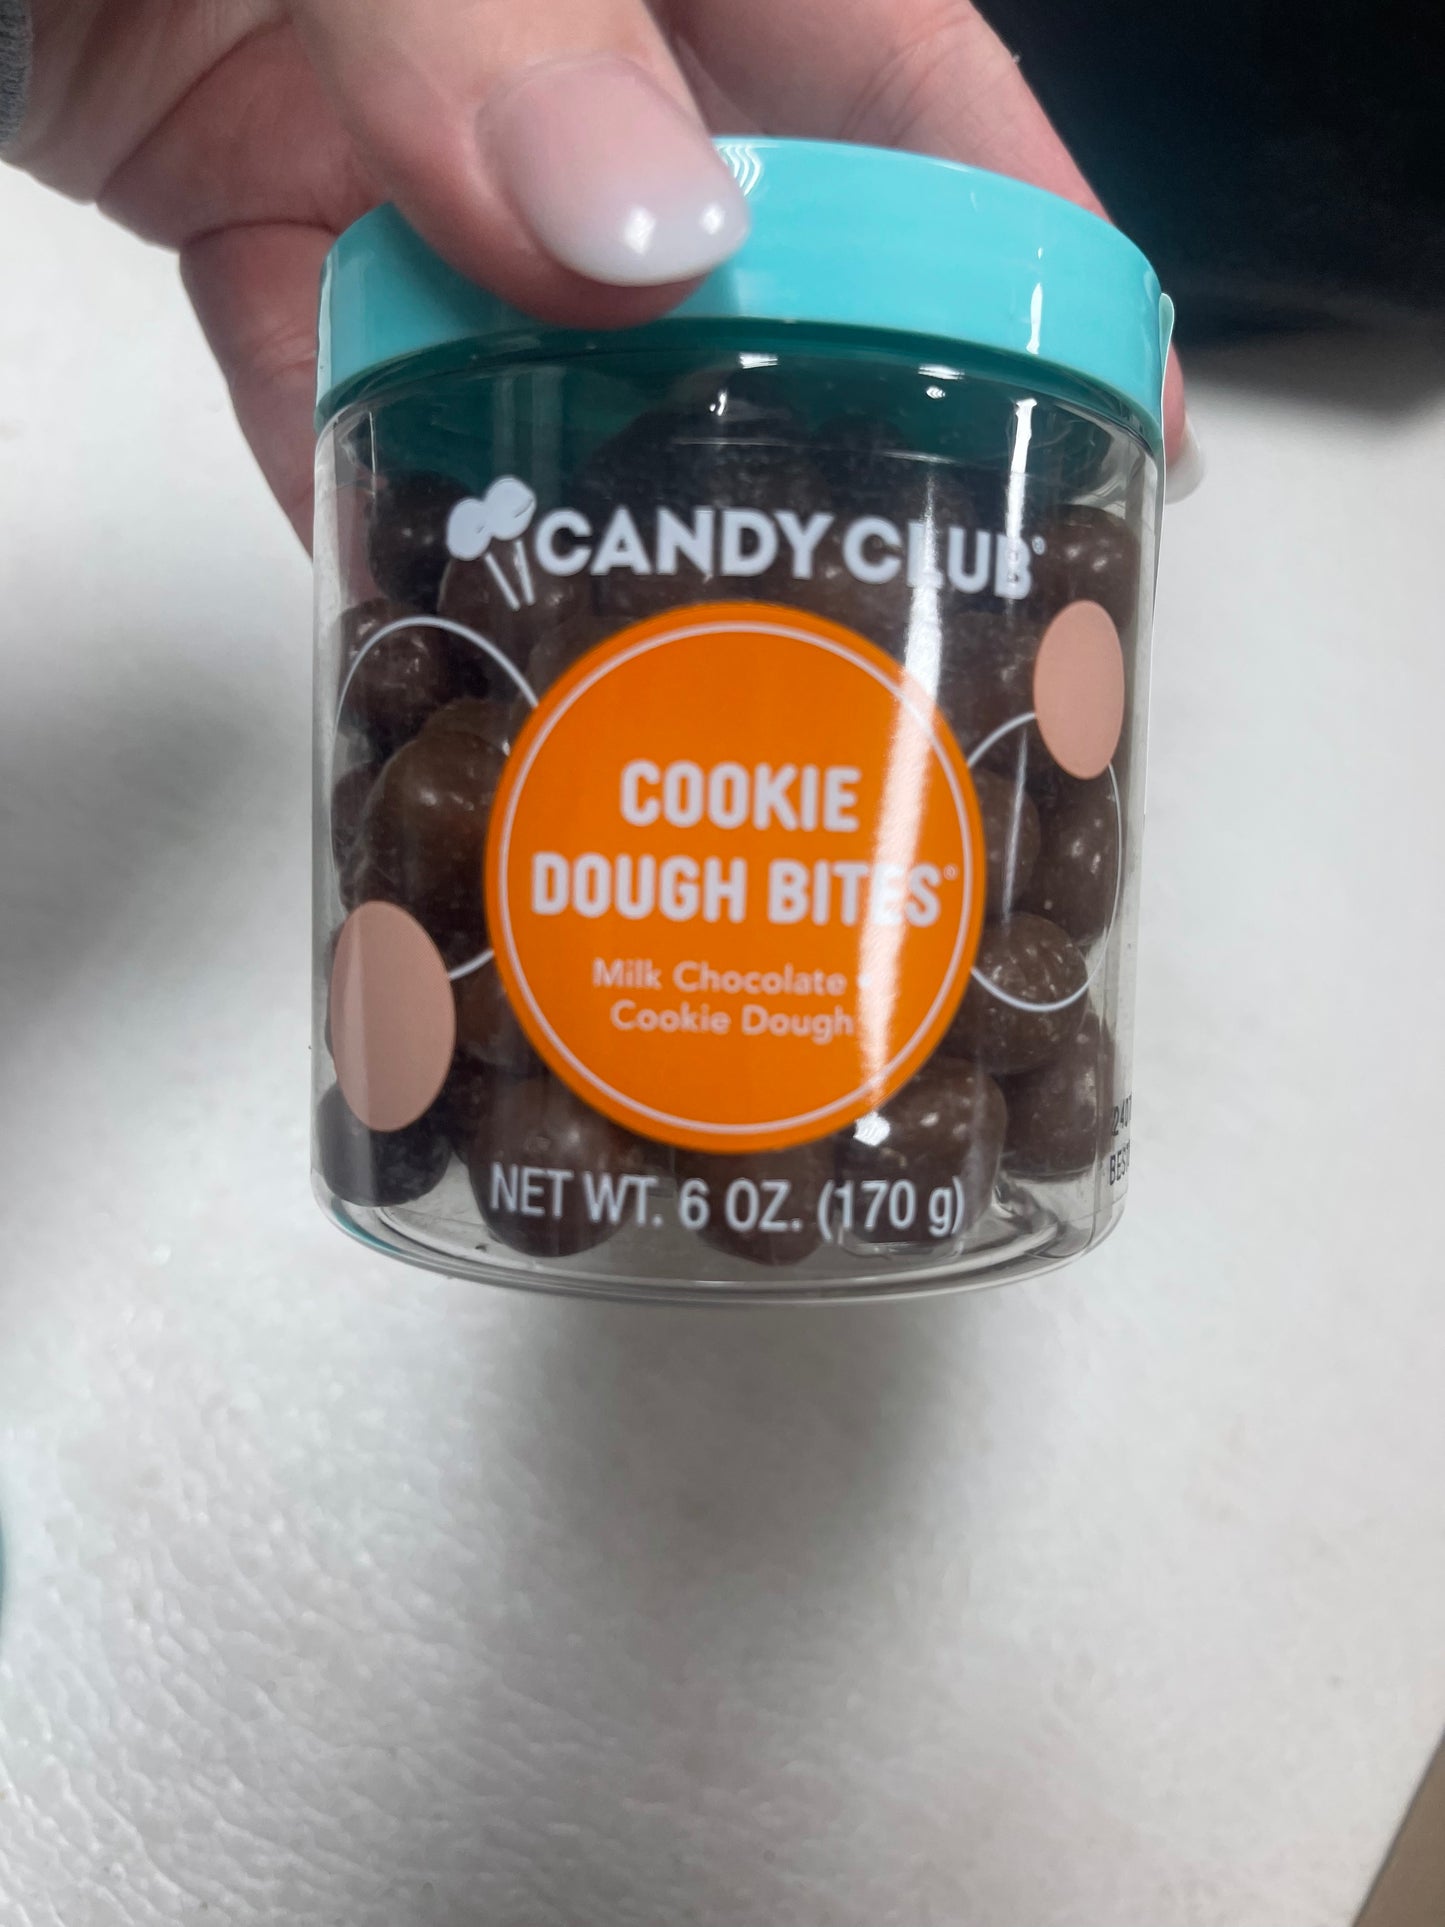 CANDY CLUB®
COOKIE
DOUGH BITES®
Milk Chocolate •
Cookie Dough
NET WT. 6 OZ. (170 g)